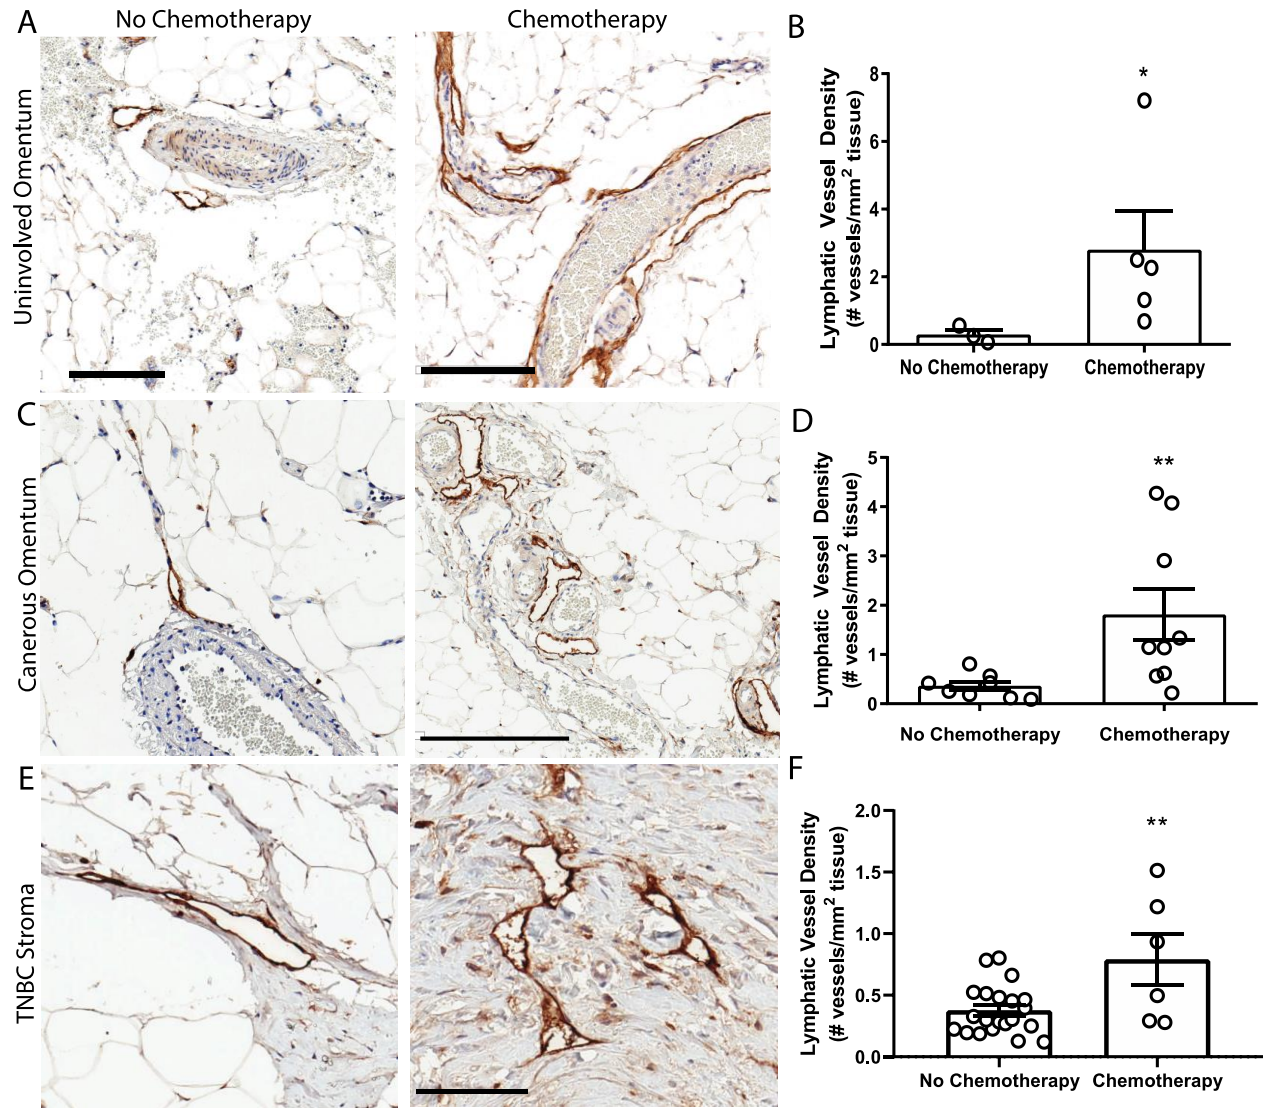 A
No Chemotherapy
Chemotherapy
B
Uninvolved Omentum
Lymphatic Vessel Density
(# vessels/mm² tissue)
8
6
4
2
0
*
No Chemotherapy
Chemotherapy
C
Canerous Omentum
D
Lymphatic Vessel Density
(# vessels/mm² tissue)
5
4
3
2
1
0
**
No Chemotherapy
Chemotherapy
E
TNBC Stroma
F
Lymphatic Vessel Density
(# vessels/mm² tissue)
2.0
1.5
1.0
0.5
0.0
**
No Chemotherapy
Chemotherapy